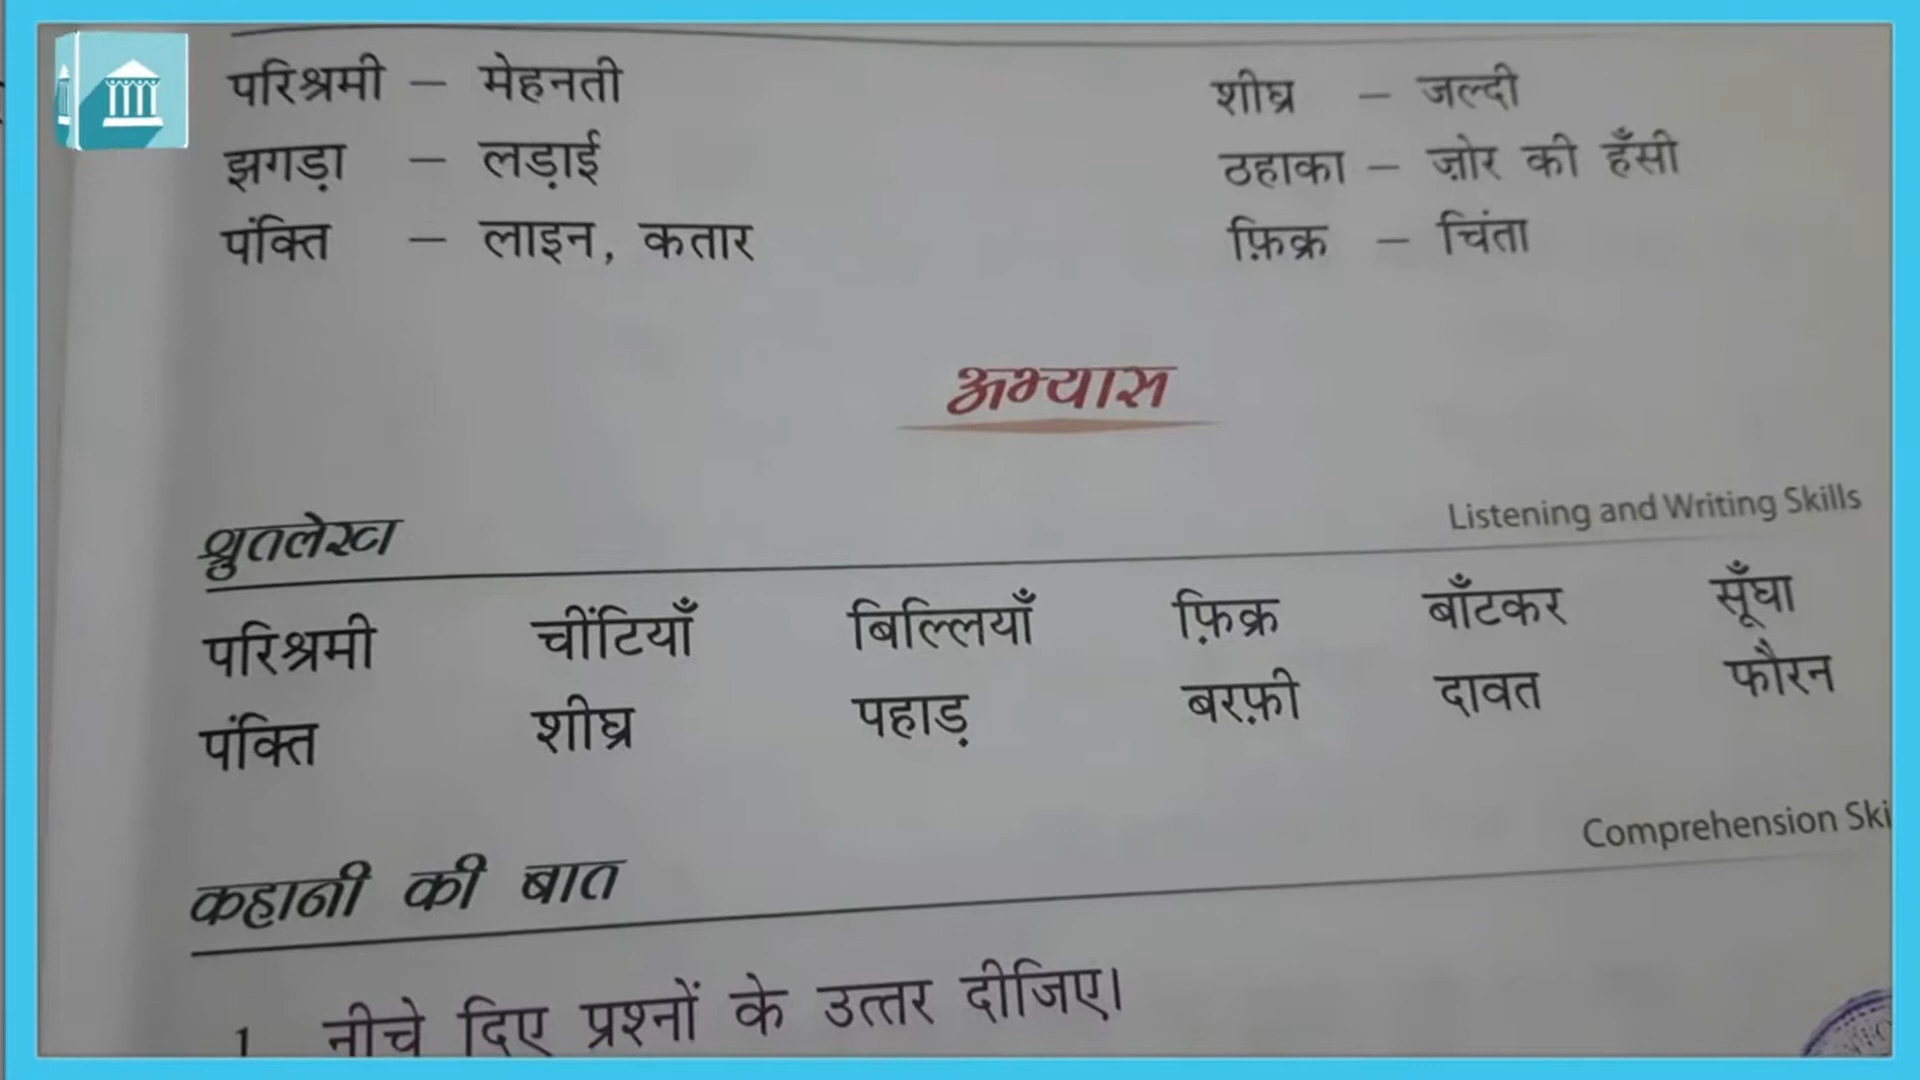 परिश्रमी – मेहनती शीघ्र – जल्दी
झगड़ा – लड़ाई ठहाका – ज़ोर की हँसी
पंक्ति – लाइन, कतार फ़िक्र – चिंता
अभ्यास
श्रुतलेख Listening and Writing Skills
परिश्रमी चींटियाँ बिल्लियाँ फ़िक्र बाँटकर सूँघा
पंक्ति शीघ्र पहाड़ बरफ़ी दावत फौरन
कहानी की बात Comprehension Ski
1 नीचे दिए प्रश्नों के उत्तर दीजिए।